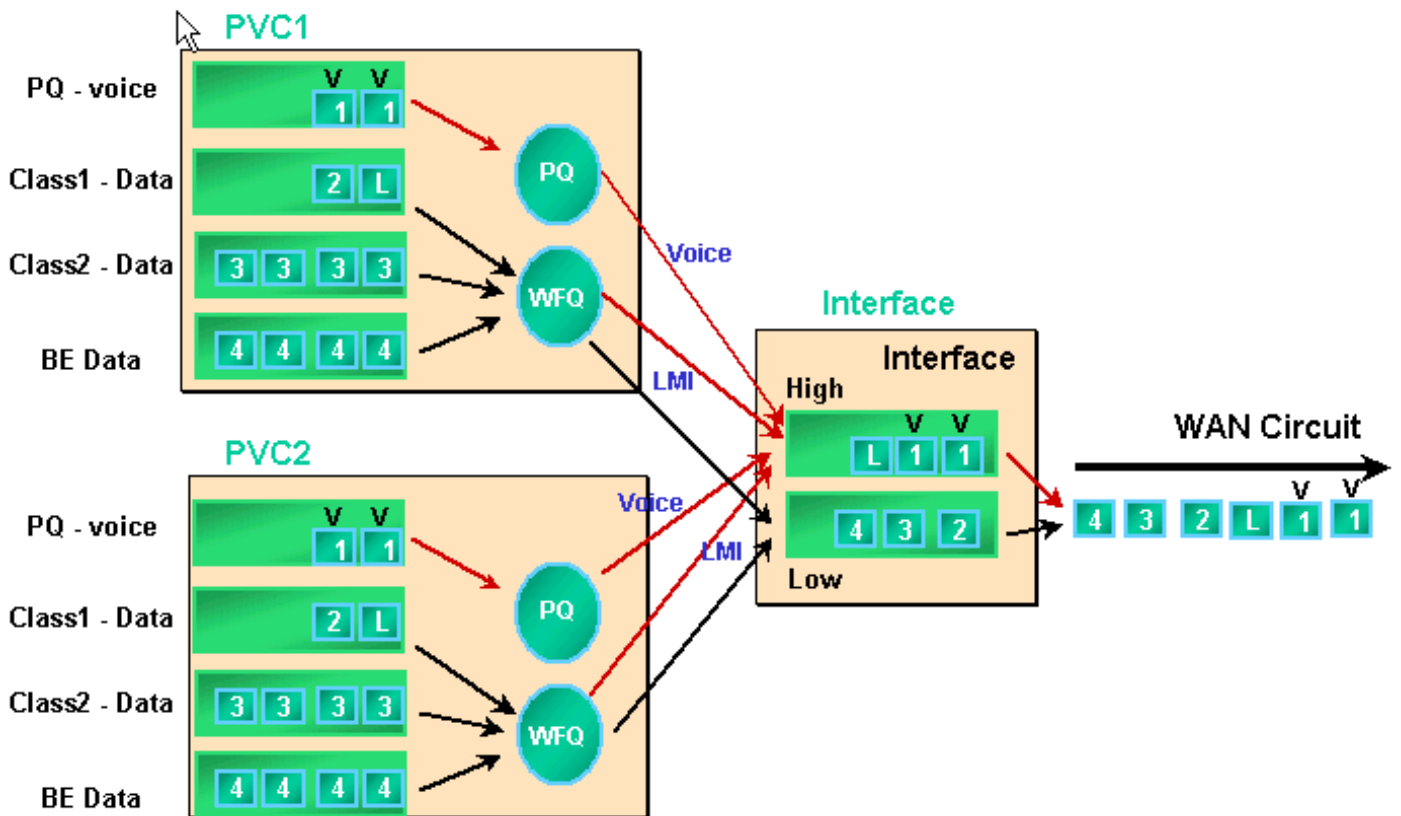 PVC1
PQ - voice
V V
1 1
PQ
Class1 - Data
2 L
Class2 - Data
3 3 3 3
WFQ
BE Data
4 4 4 4
Voice
LMI
PVC2
PQ - voice
V V
1 1
PQ
Class1 - Data
2 L
Class2 - Data
3 3 3 3
WFQ
BE Data
4 4 4 4
Voice
LMI
Interface
Interface
High
V V
L 1 1
4 3 2
Low
WAN Circuit
V V
4 3 2 L 1 1